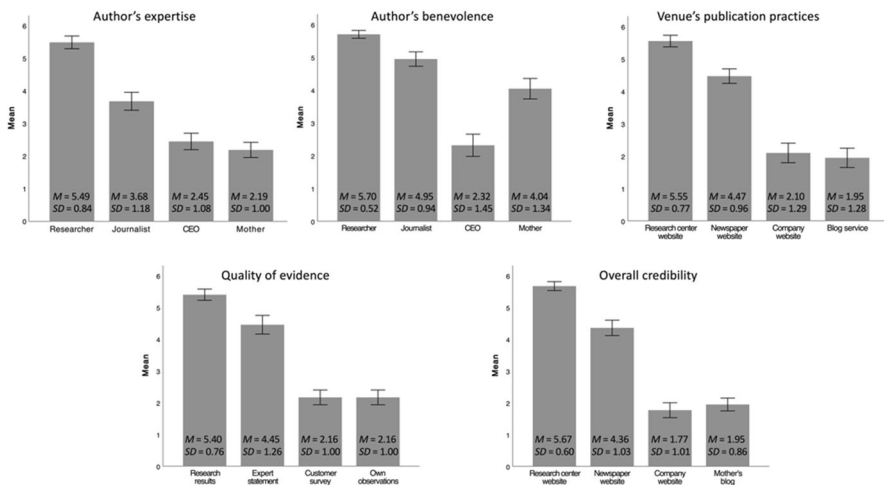 Author's expertise
6
5
4
3
2
1
0
Mean
M = 5.49 M = 3.68 M = 2.45 M = 2.19
SD = 0.84 SD = 1.18 SD = 1.08 SD = 1.00
Researcher Journalist CEO Mother
Author's benevolence
6
5
4
3
2
1
0
Mean
M = 5.70 M = 4.95 M = 2.32 M = 4.04
SD = 0.52 SD = 0.94 SD = 1.45 SD = 1.34
Researcher Journalist CEO Mother
Venue's publication practices
6
5
4
3
2
1
0
Mean
M = 5.55 M = 4.47 M = 2.10 M = 1.95
SD = 0.77 SD = 0.96 SD = 1.29 SD = 1.28
Research center Newspaper Company Blog service
website website website
Quality of evidence
6
5
4
3
2
1
0
Mean
M = 5.40 M = 4.45 M = 2.16 M = 2.16
SD = 0.76 SD = 1.26 SD = 1.00 SD = 1.00
Research Expert Customer Own
results statement survey observations
Overall credibility
6
5
4
3
2
1
0
Mean
M = 5.67 M = 4.36 M = 1.77 M = 1.95
SD = 0.60 SD = 1.03 SD = 1.01 SD = 0.86
Research center Newspaper Company Mother's
website website website blog